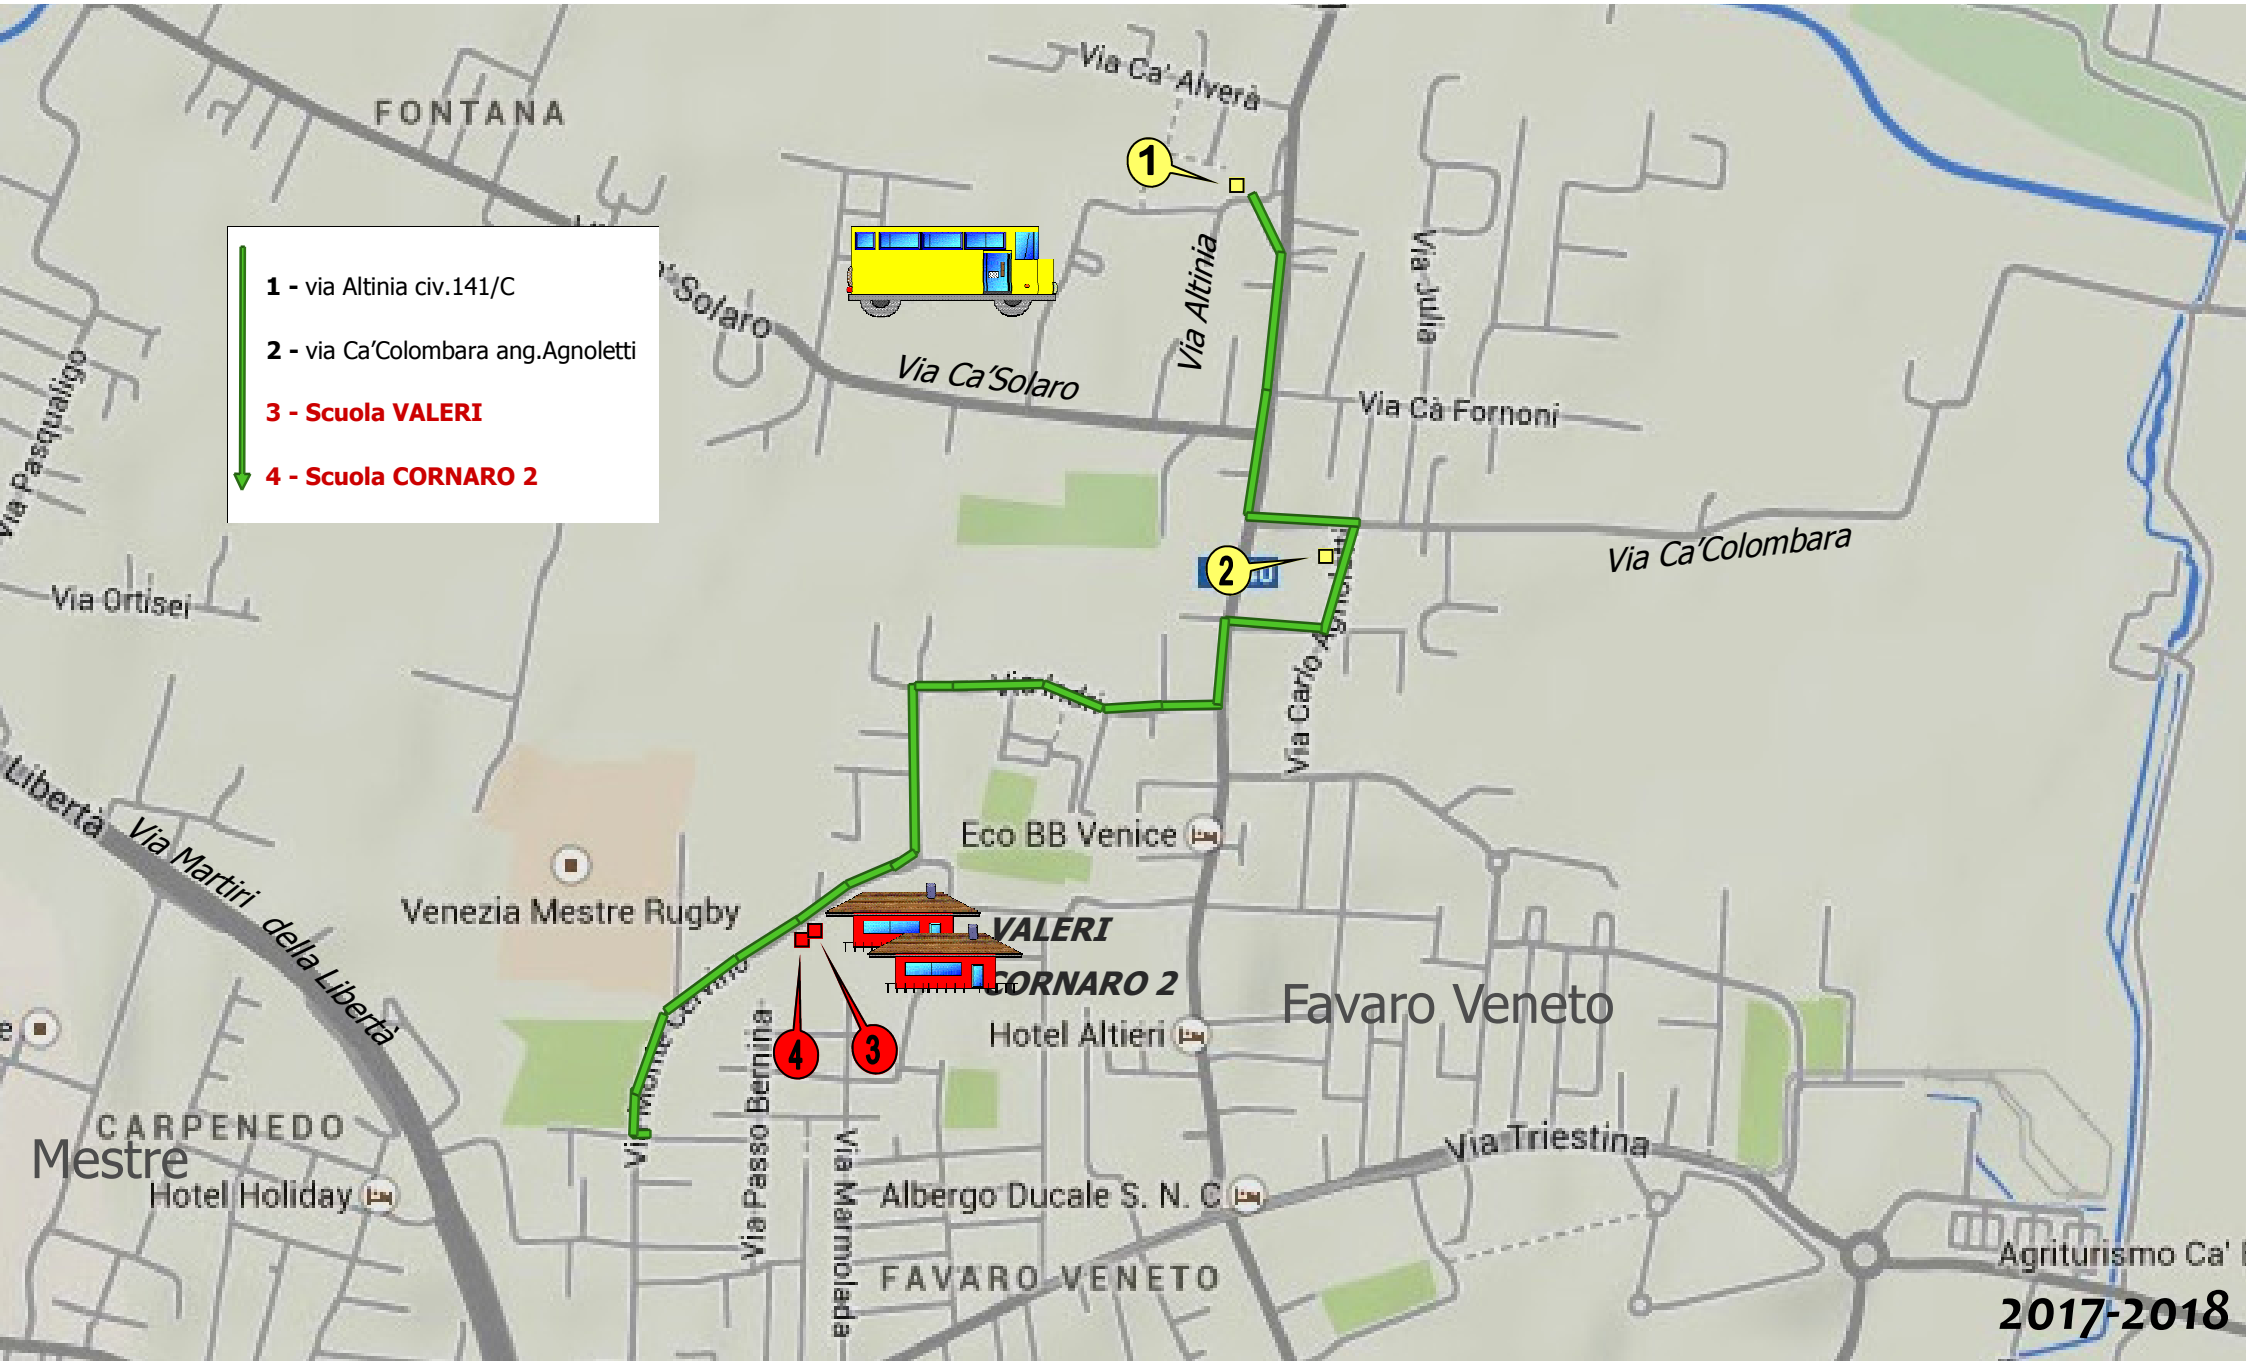 Via Ca' Alverà
FONTANA
1
1 - via Altinia civ.141/C
2 - via Ca'Colombara ang.Agnoletti
3 - Scuola VALERI
4 - Scuola CORNARO 2
Solaro
Via Altinia
Via Julia
Via Ca'Solaro
Via Cà Fornoni
Via Pasqualigo
Via Ca'Colombara
2
Via Ortisei
Via Carlo
Libertà
Via Martiri della Libertà
Eco BB Venice
Venezia Mestre Rugby
VALERI
CORNARO 2
Favaro Veneto
Hotel Altieri
4
3
Via Monte Cervino
Via Passo Bernina
Via Marmolada
CARPENEDO
Mestre
Hotel Holiday
Via Triestina
Albergo Ducale S. N. C
FAVARO VENETO
Agriturismo Ca'
2017-2018